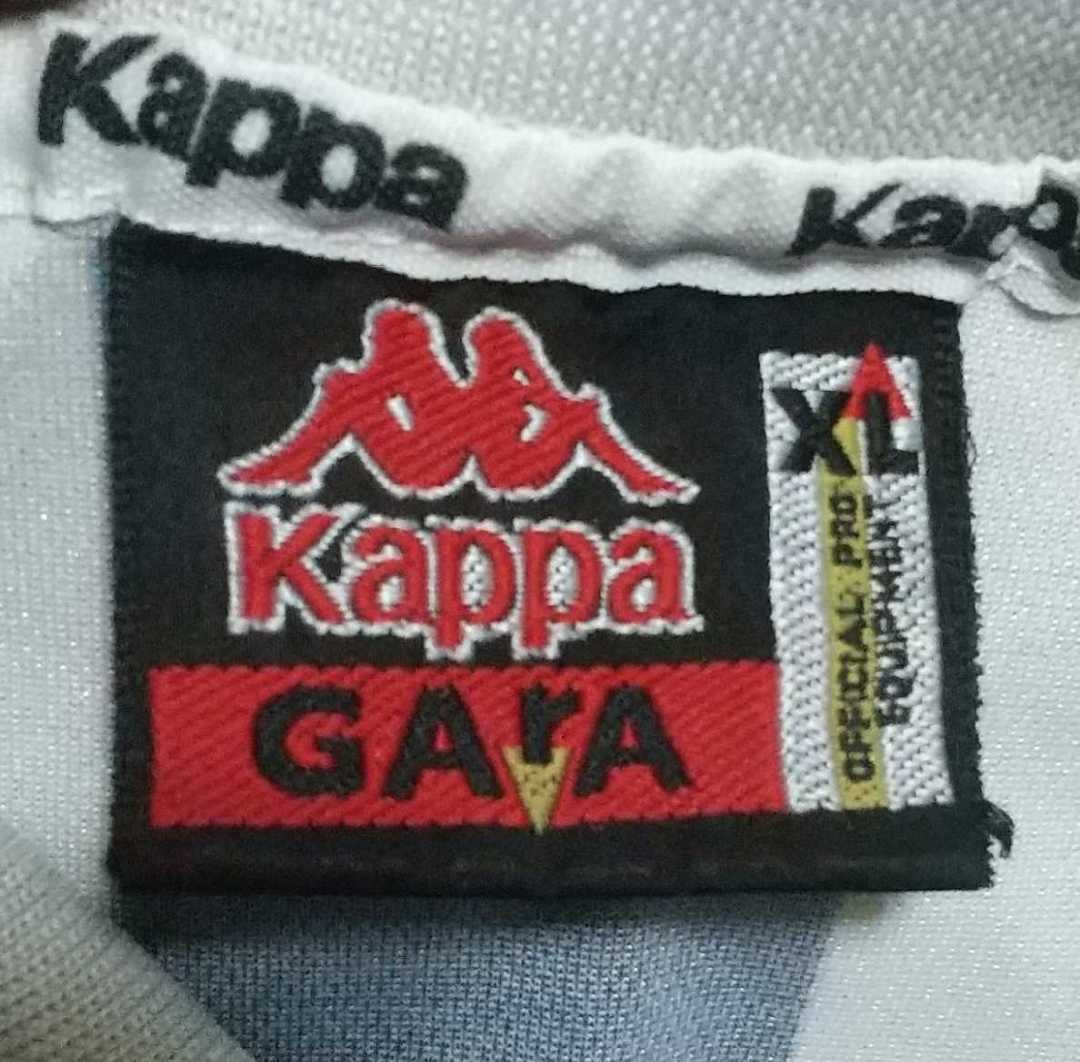 Kappa Kappa
Kappa
GArA
XL
OFFICIAL PRO
EQUIPMENT